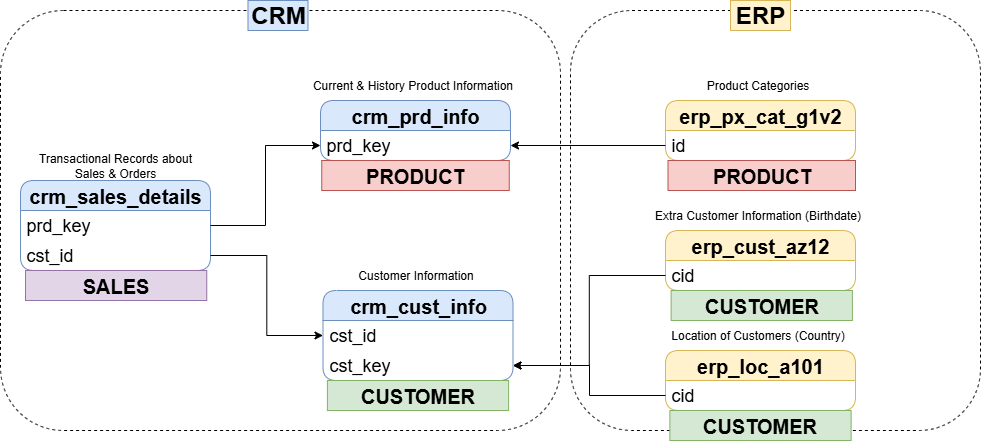 CRM
ERP
Current & History Product Information
crm_prd_info
prd_key
PRODUCT
Product Categories
erp_px_cat_g1v2
id
PRODUCT
Transactional Records about
Sales & Orders
crm_sales_details
prd_key
cst_id
SALES
Extra Customer Information (Birthdate)
erp_cust_az12
cid
CUSTOMER
Customer Information
crm_cust_info
cst_id
cst_key
CUSTOMER
Location of Customers (Country)
erp_loc_a101
cid
CUSTOMER